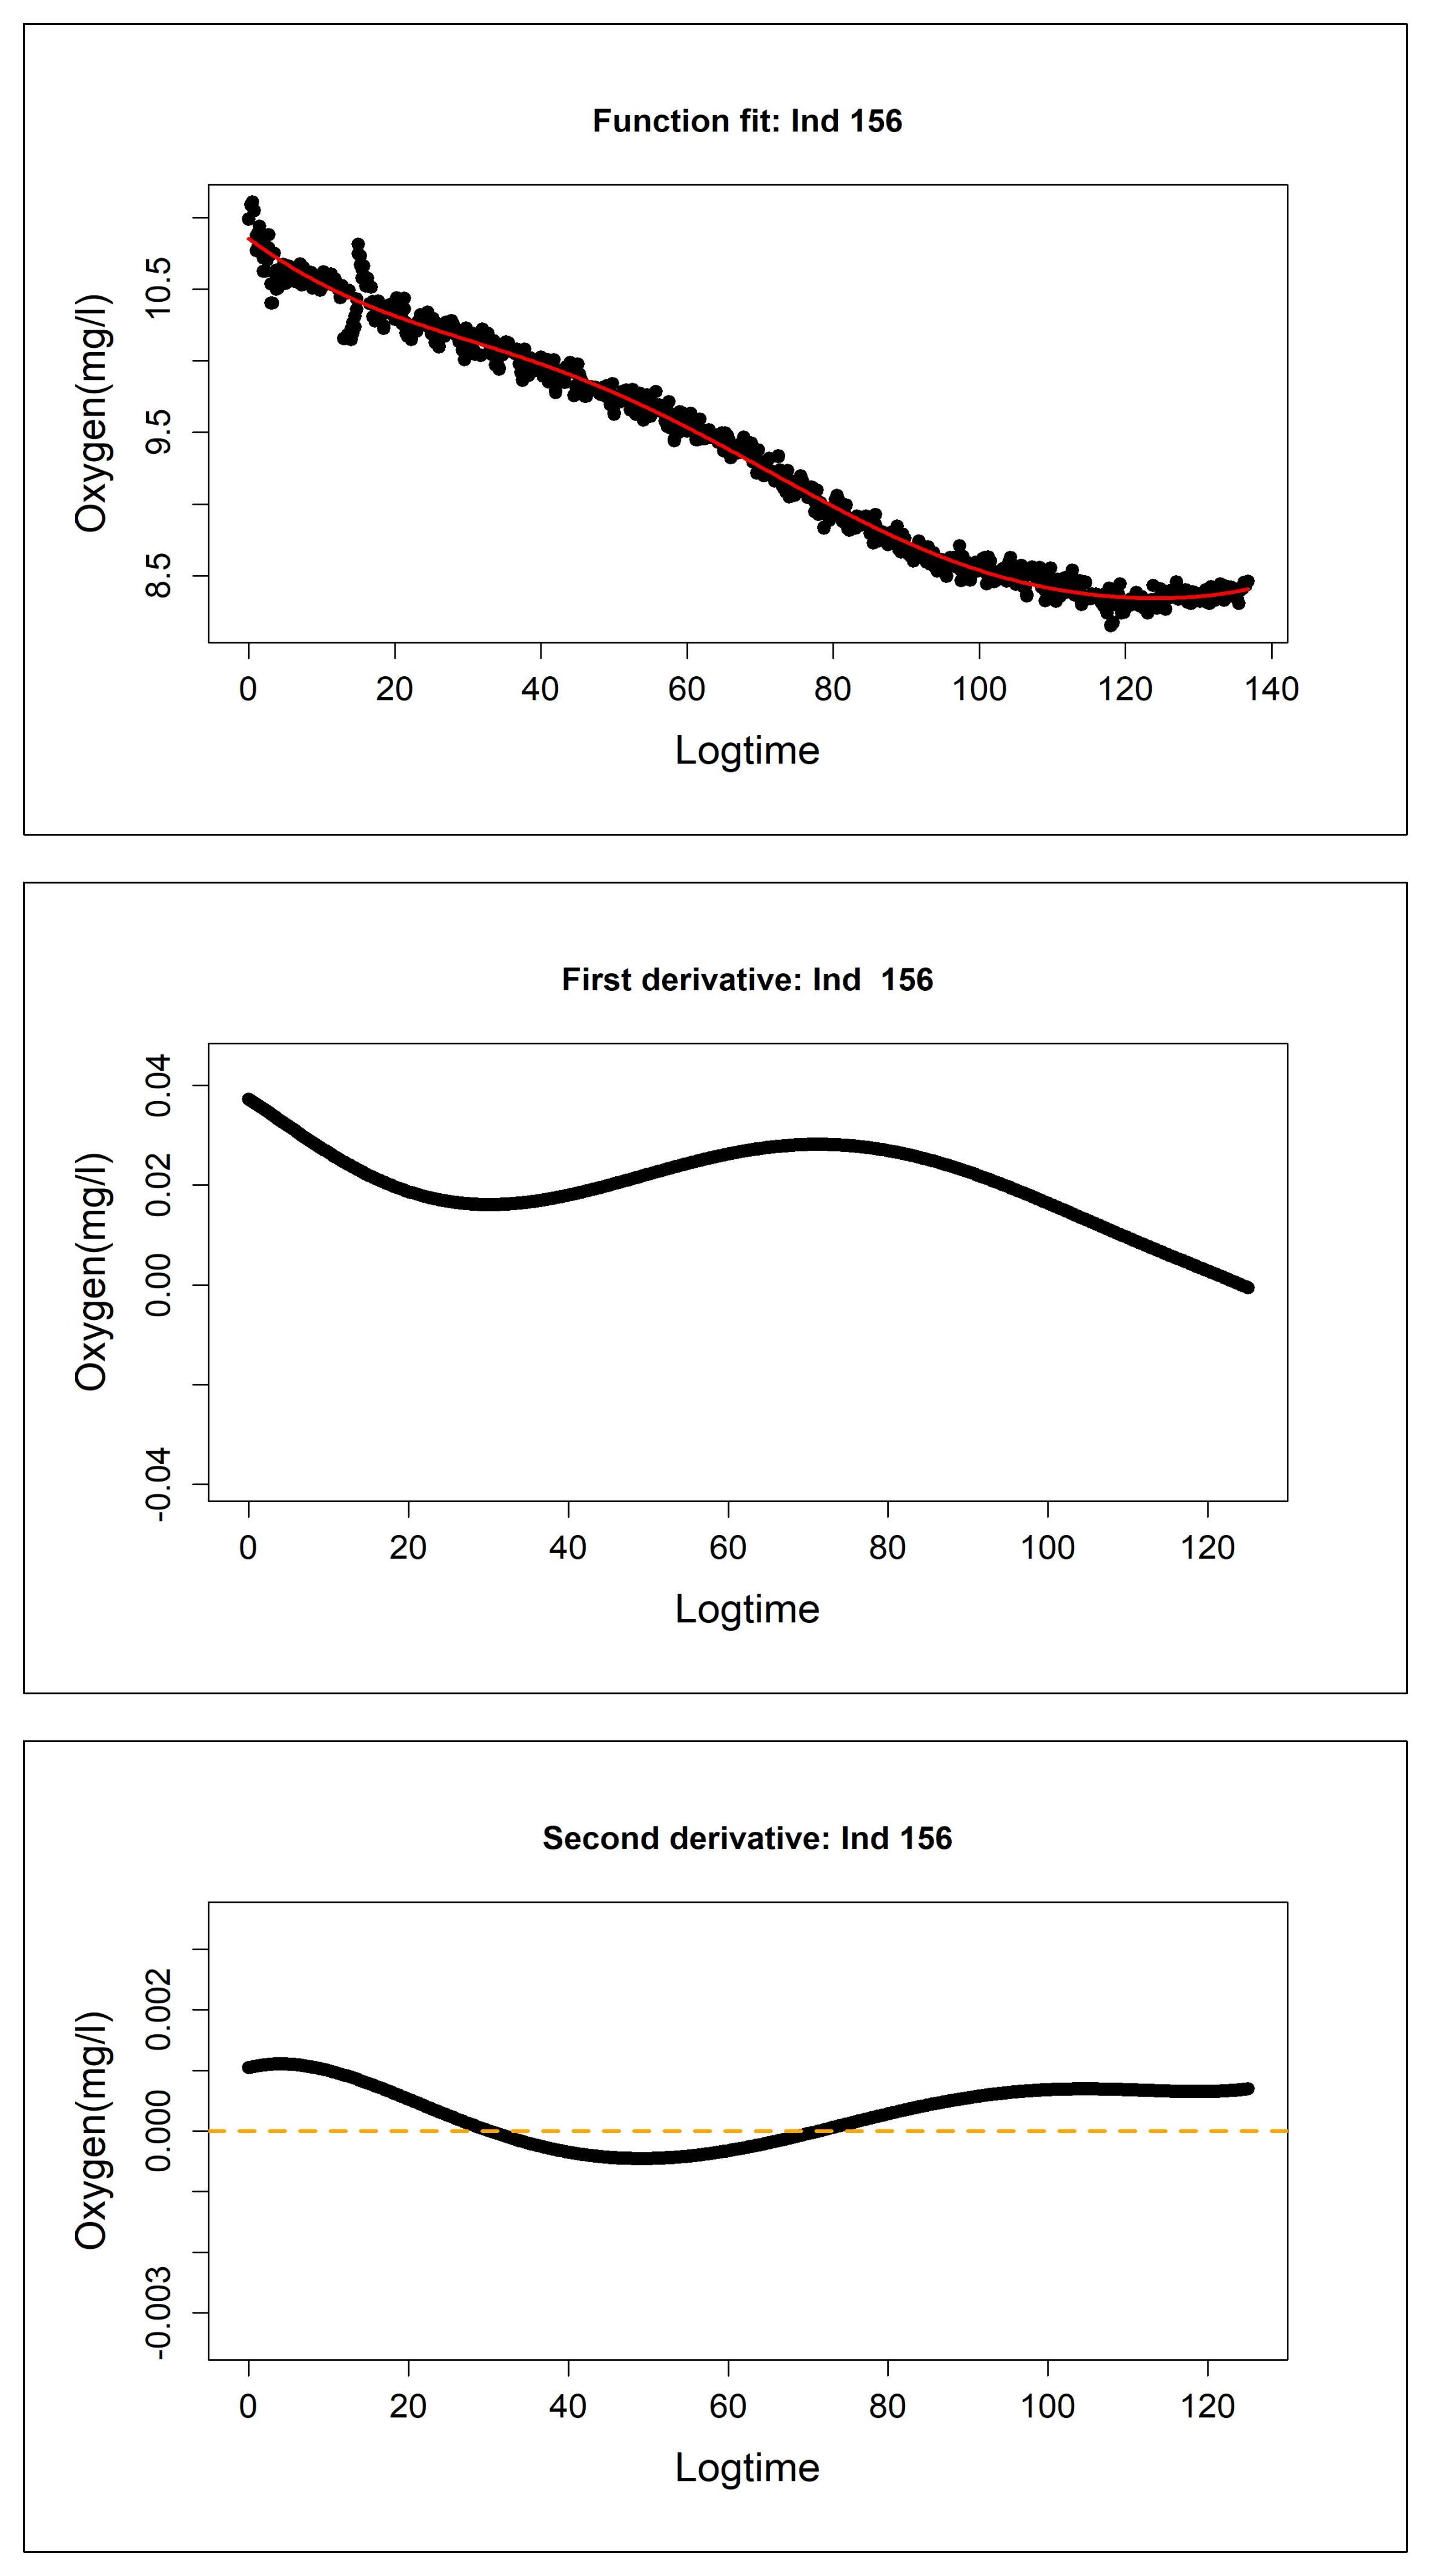 Function fit: Ind 156
Oxygen(mg/l)
10.5
9.5
8.5
0 20 40 60 80 100 120 140
Logtime
First derivative: Ind  156
Oxygen(mg/l)
0.04
0.02
0.00
-0.04
0 20 40 60 80 100 120
Logtime
Second derivative: Ind 156
Oxygen(mg/l)
0.002
0.000
-0.003
0 20 40 60 80 100 120
Logtime